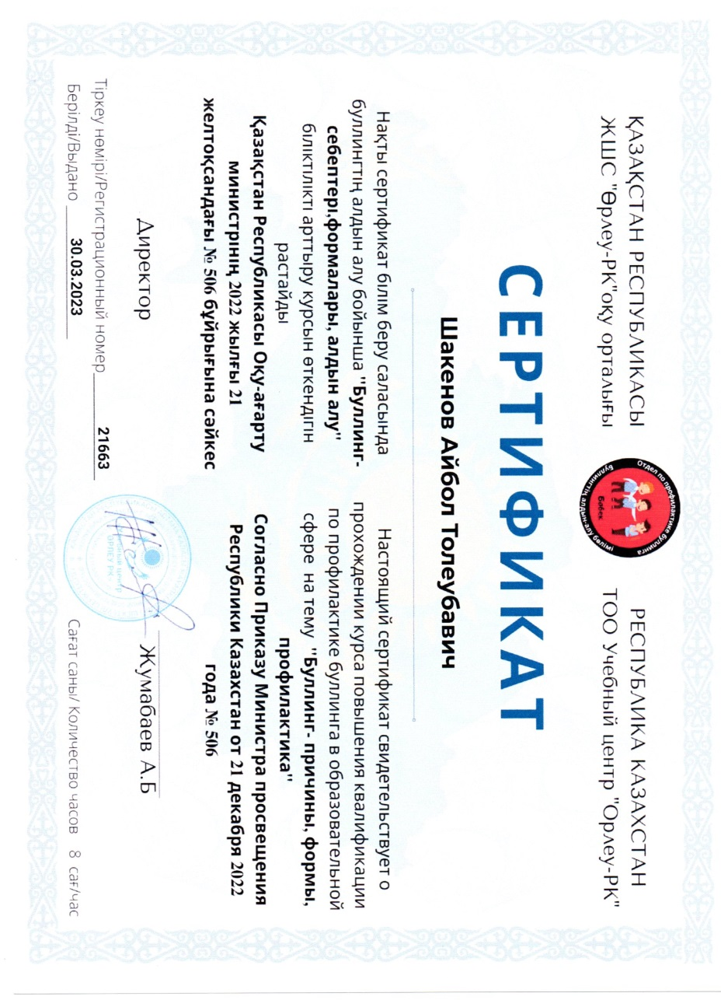 ҚАЗАҚСТАН РЕСПУБЛИКАСЫ
ЖШС "Өрлеу-РК"оқу орталығы
Отдел по профилактике буллинга
Бөбек
Буллингтің алдын-алу бөлімі
РЕСПУБЛИКА КАЗАХСТАН
ТОО Учебный центр "Орлеу-РК"
СЕРТИФИКАТ
Шакенов Айбол Толеубавич
Нақты сертификат білім беру саласында
буллингтің алдын алу бойынша "Буллинг-
себептері,формалары, алдын алу"
біліктілікті арттыру курсын өткендігін
растайды
Қазақстан Республикасы Оқу-ағарту
министрінің 2022 жылғы 21
желтоқсандағы № 506 бұйрығына сәйкес
Настоящий сертификат свидетельствует о
прохождении курса повышения квалификации
по профилактике буллинга в образовательной
сфере на тему "Буллинг- причины, формы,
профилактика"
Согласно Приказу Министра просвещения
Республики Казахстан от 21 декабря 2022
года № 506
Директор
Жумабаев А.Б
Тіркеу нөмірі/Регистрационный номер 21663
Берілді/Выдано 30.03.2023
Сағат саны/ Количество часов 8 сағ/час